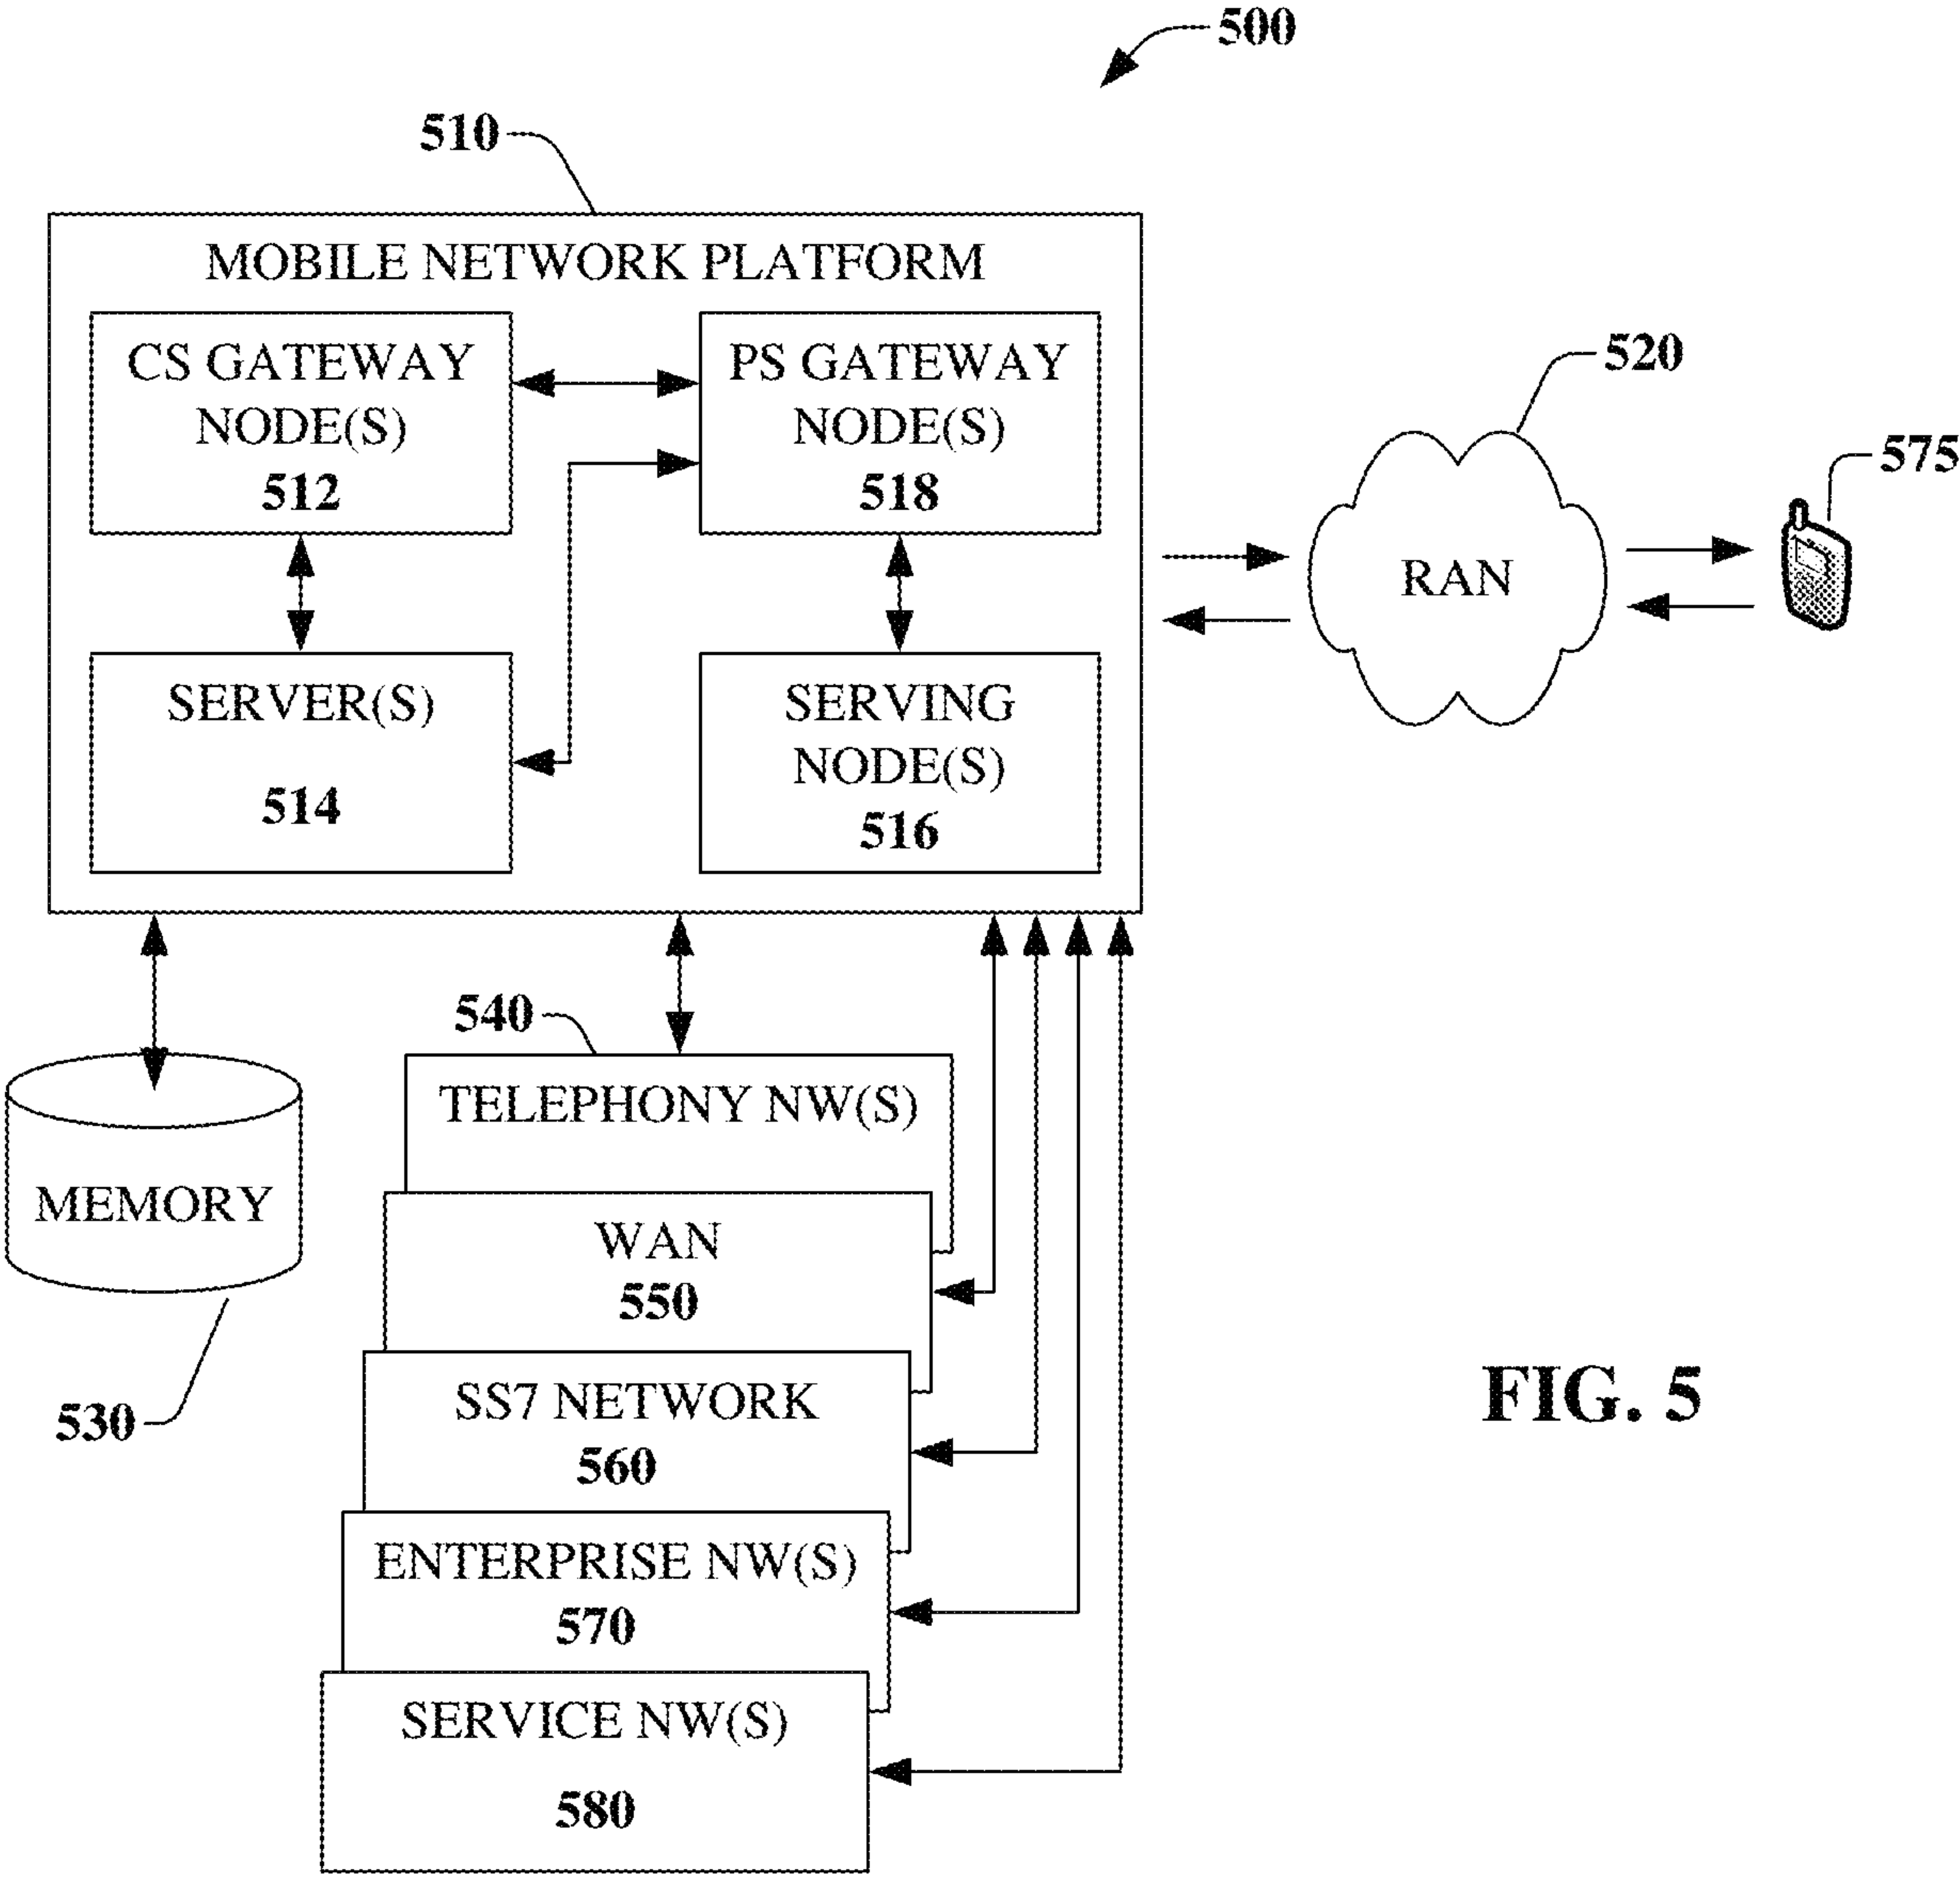 500
510
MOBILE NETWORK PLATFORM
CS GATEWAY
NODE(S)
512
PS GATEWAY
NODE(S)
518
SERVER(S)
514
SERVING
NODE(S)
516
520
RAN
575
540
TELEPHONY NW(S)
MEMORY
530
WAN
550
SS7 NETWORK
560
ENTERPRISE NW(S)
570
SERVICE NW(S)
580
FIG. 5